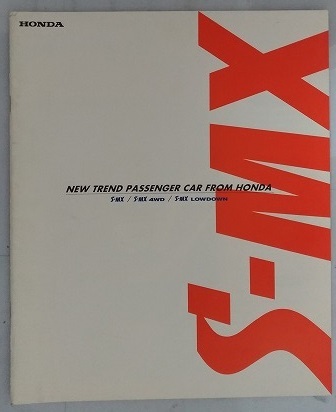 HONDA
S-MX
NEW TREND PASSENGER CAR FROM HONDA
S-MX / S-MX 4WD / S-MX LOWDOWN